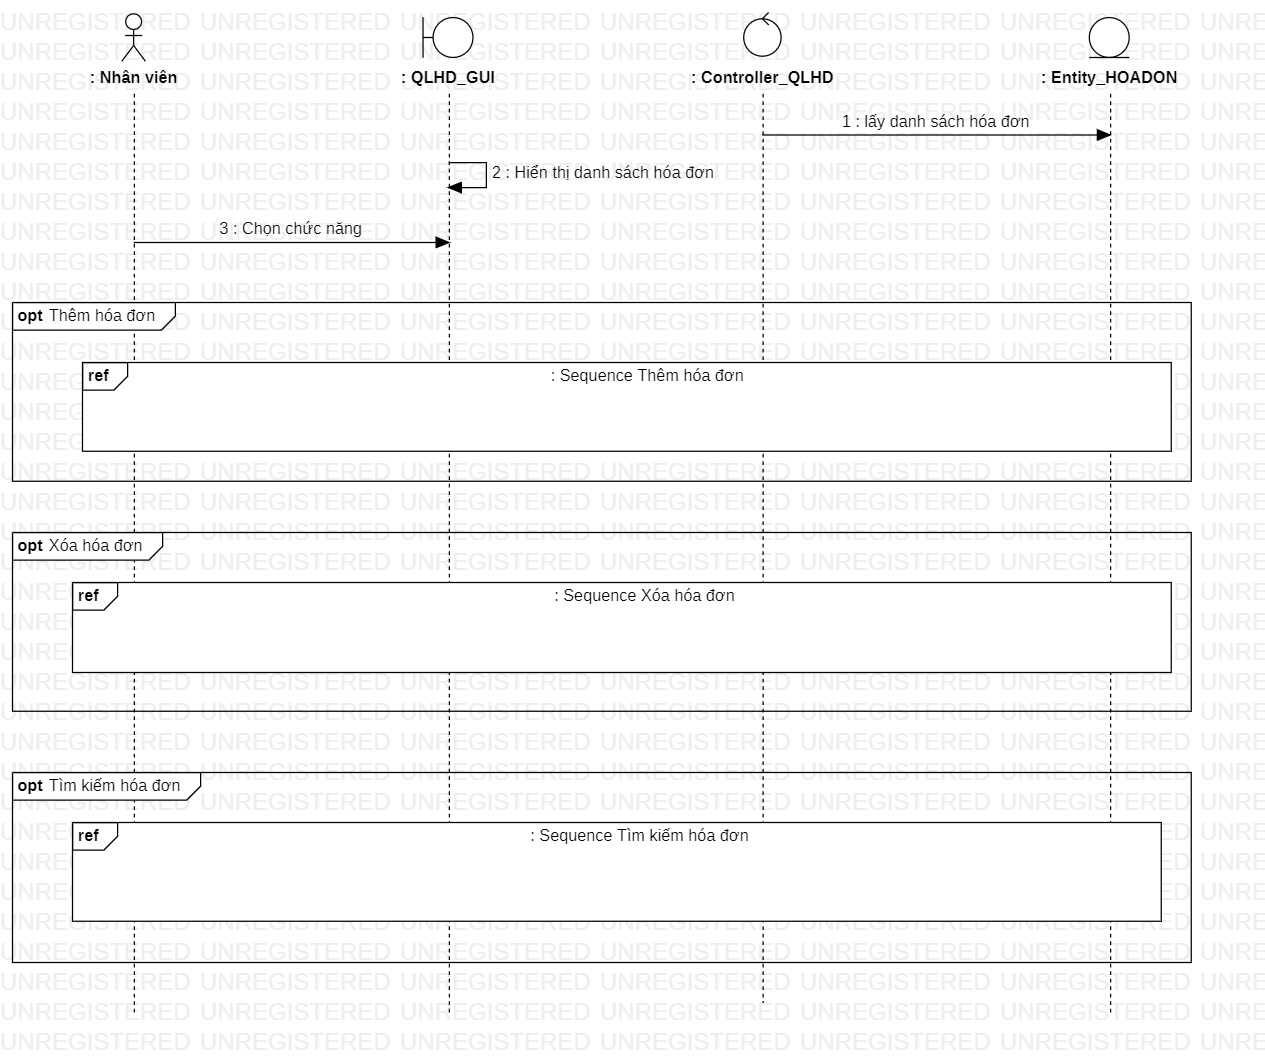 : Nhân viên
: QLHD_GUI
: Controller_QLHD
: Entity_HOADON
1 : lấy danh sách hóa đơn
2 : Hiển thị danh sách hóa đơn
3 : Chọn chức năng
opt Thêm hóa đơn
ref
: Sequence Thêm hóa đơn
opt Xóa hóa đơn
ref
: Sequence Xóa hóa đơn
opt Tìm kiếm hóa đơn
ref
: Sequence Tìm kiếm hóa đơn
UNREGISTERED